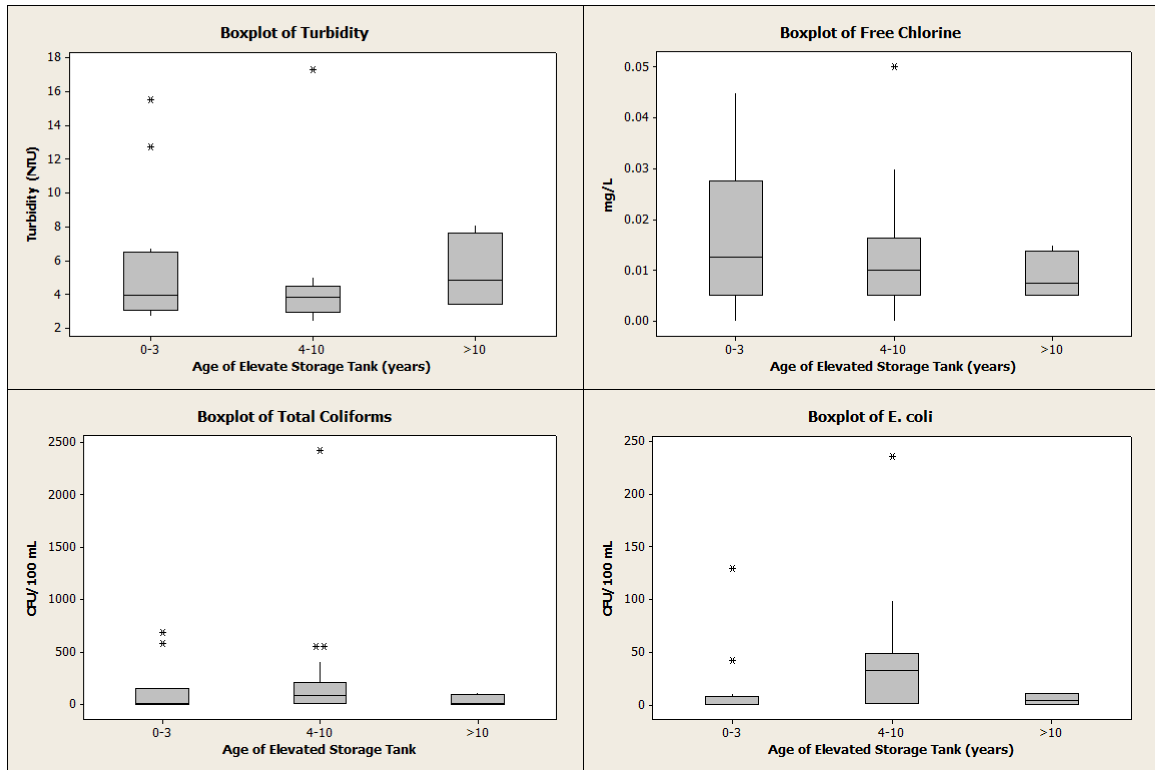 Boxplot of Turbidity
18
16
14
12
10
8
6
4
2
Turbidity (NTU)
0-3 4-10 >10
Age of Elevate Storage Tank (years)
Boxplot of Free Chlorine
0.05
0.04
0.03
0.02
0.01
0.00
mg/L
0-3 4-10 >10
Age of Elevated Storage Tank (years)
Boxplot of Total Coliforms
2500
2000
1500
1000
500
0
CFU/100 mL
0-3 4-10 >10
Age of Elevated Storage Tank
Boxplot of E. coli
250
200
150
100
50
0
CFU/100 mL
0-3 4-10 >10
Age of Elevated Storage Tank (years)